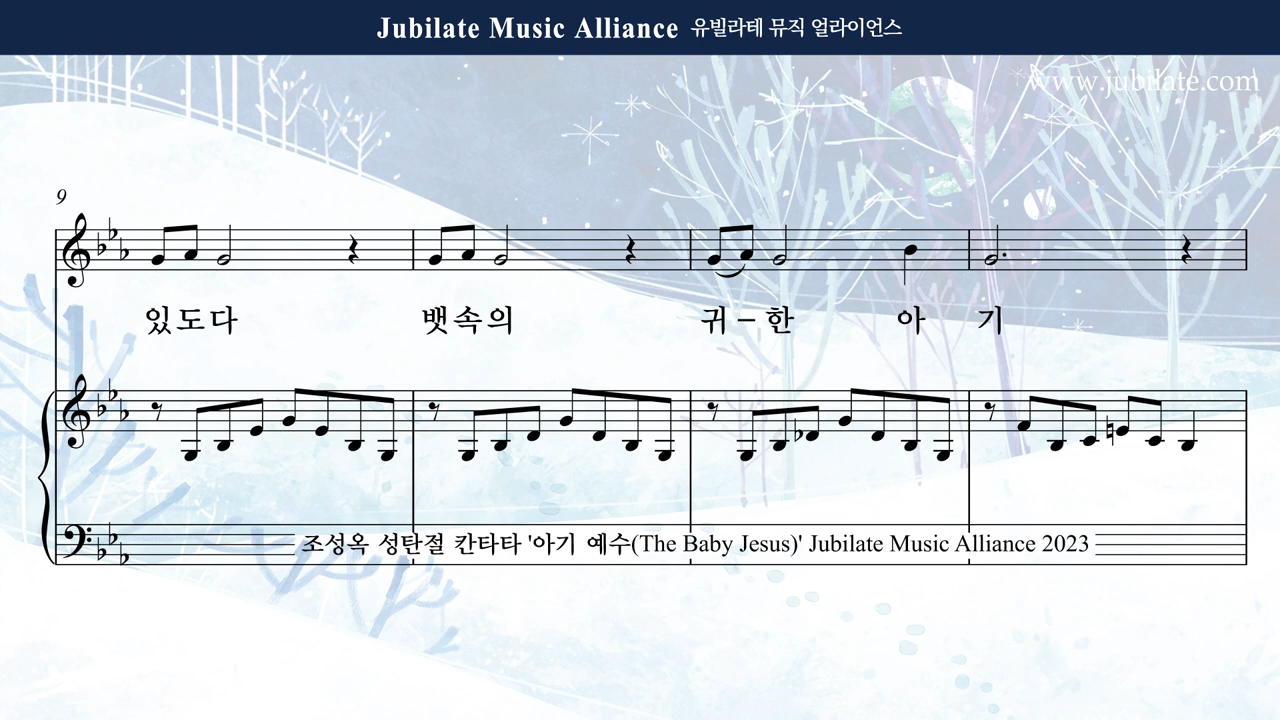 Jubilate Music Alliance 유빌라테 뮤직 얼라이언스
www.jubilate.com
9
있도다 뱃속의 귀-한 아 기
조성옥 성탄절 칸타타 '아기 예수(The Baby Jesus)' Jubilate Music Alliance 2023